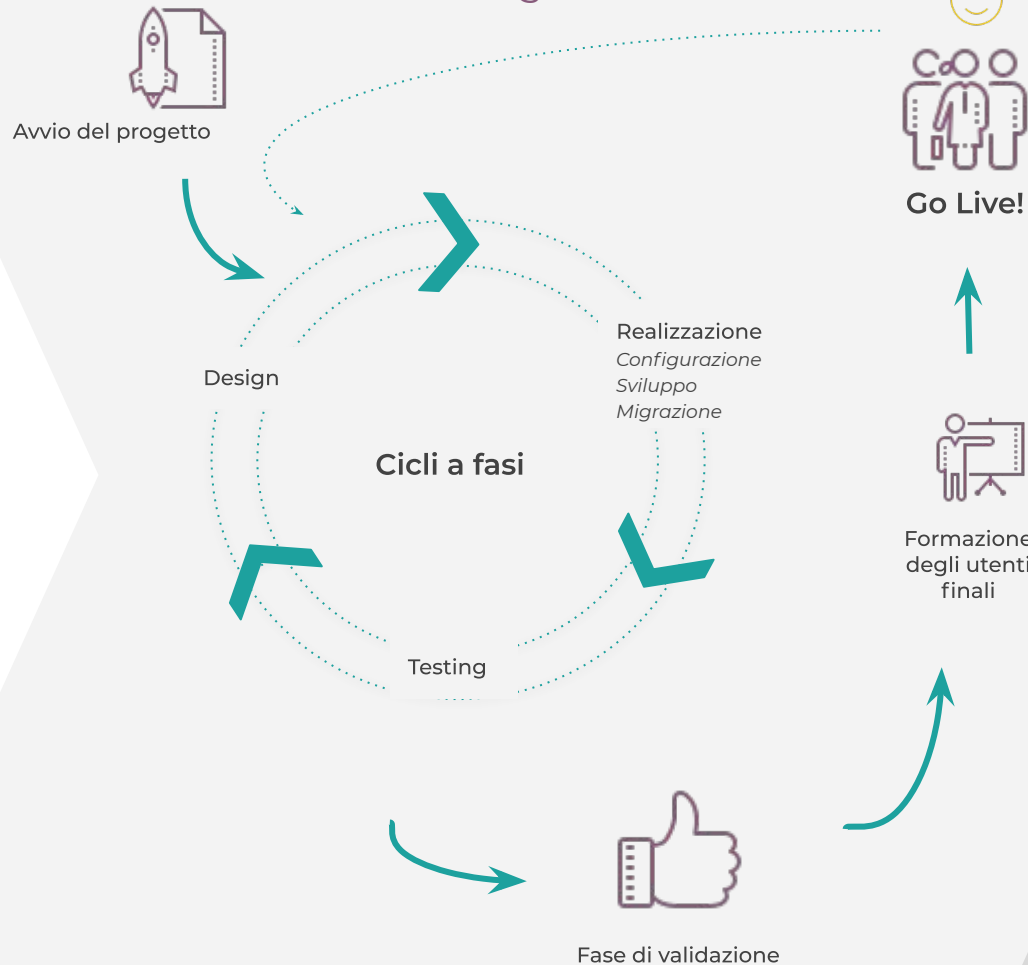 Avvio del progetto
Go Live!
Realizzazione
Configurazione
Sviluppo
Migrazione
Design
Cicli a fasi
Formazione
degli utenti
finali
Testing
Fase di validazione